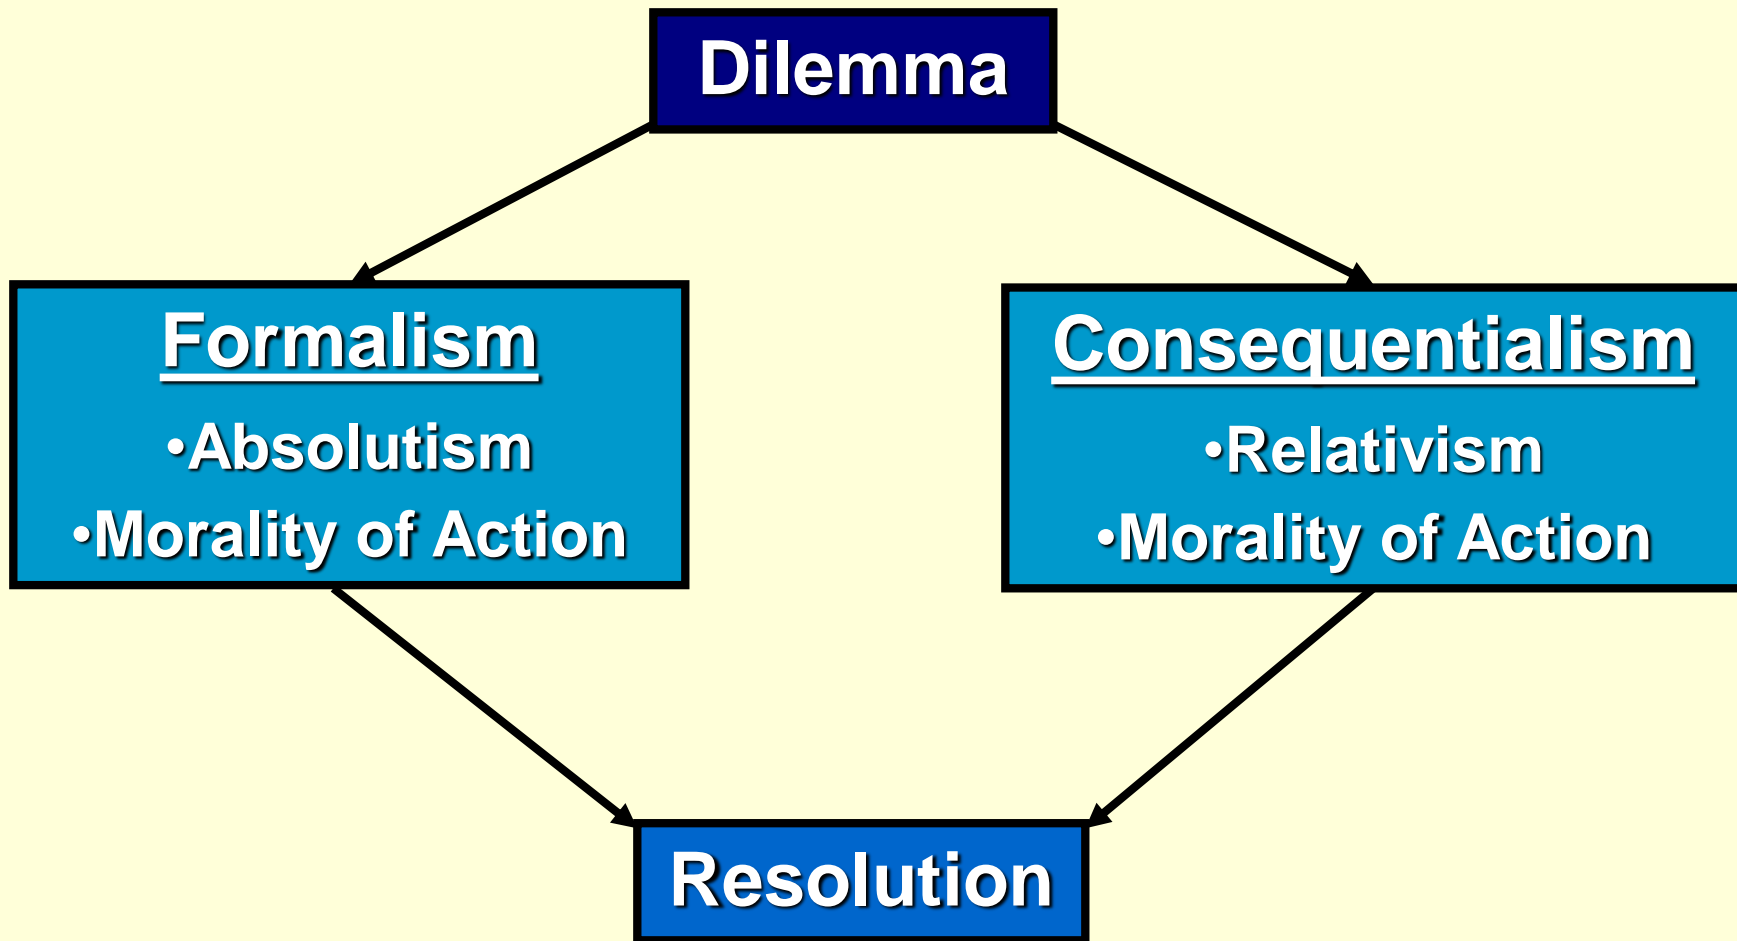 Dilemma
Formalism
•Absolutism
•Morality of Action
Consequentialism
•Relativism
•Morality of Action
Resolution